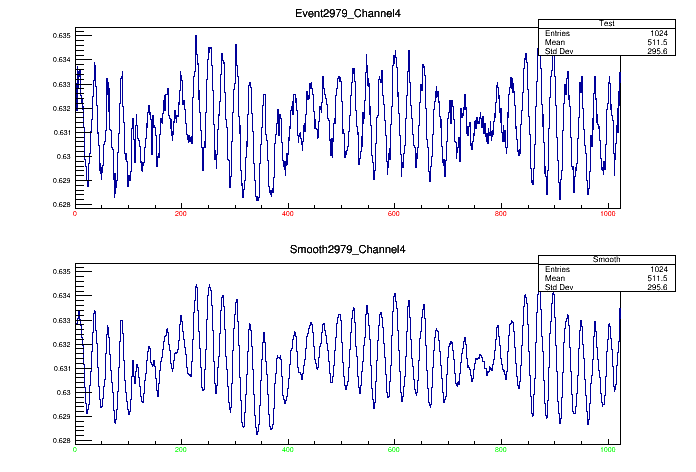 Event2979_Channel4
Test
Entries 1024
Mean 511.5
Std Dev 295.6
0.635
0.634
0.633
0.632
0.631
0.63
0.629
0.628
0 200 400 600 800 1000
Smooth2979_Channel4
Smooth
Entries 1024
Mean 511.5
Std Dev 295.6
0.635
0.634
0.633
0.632
0.631
0.63
0.629
0.628
0 200 400 600 800 1000